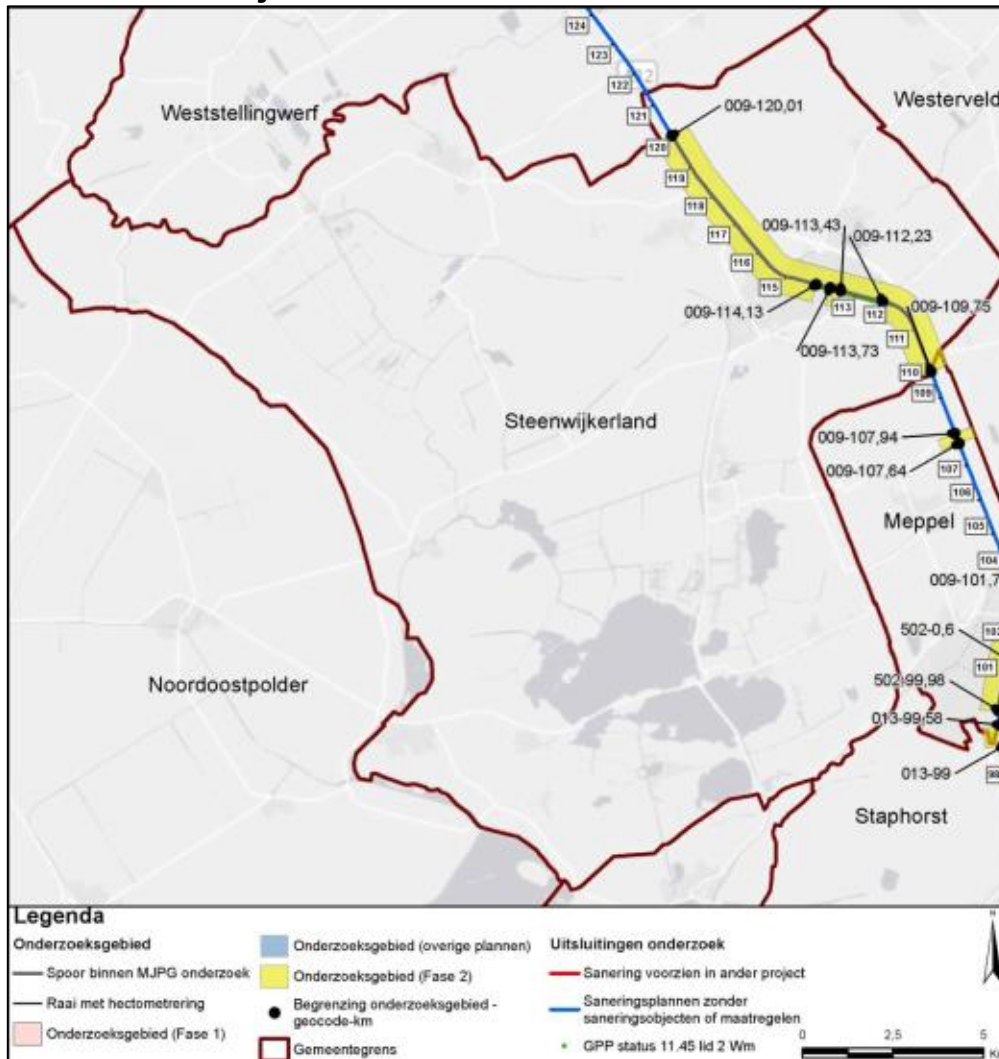 124
123
122
121
120
119
118
117
116
115
113
112
111
110
109
107
106
105
104
101
Weststellingwerf
Westerveld
009-120,01
009-113,43
009-112,23
009-109,75
009-114,13
009-113,73
Steenwijkerland
009-107,94
009-107,64
Meppel
009-101,7
502-0,6
Noordoostpolder
502-99,98
013-99,58
013-99
Staphorst
Legenda
Onderzoeksgebied
Spoor binnen MJPG onderzoek
Raai met hectometrering
Onderzoeksgebied (Fase 1)
Onderzoeksgebied (overige plannen)
Onderzoeksgebied (Fase 2)
Begrenzing onderzoeksgebied -
geocode-km
Gemeentegrens
Uitsluitingen onderzoek
Sanering voorzien in ander project
Saneringsplannen zonder
saneringsobjecten of maatregelen
GPP status 11.45 lid 2 Wm
N
0 2,5 5